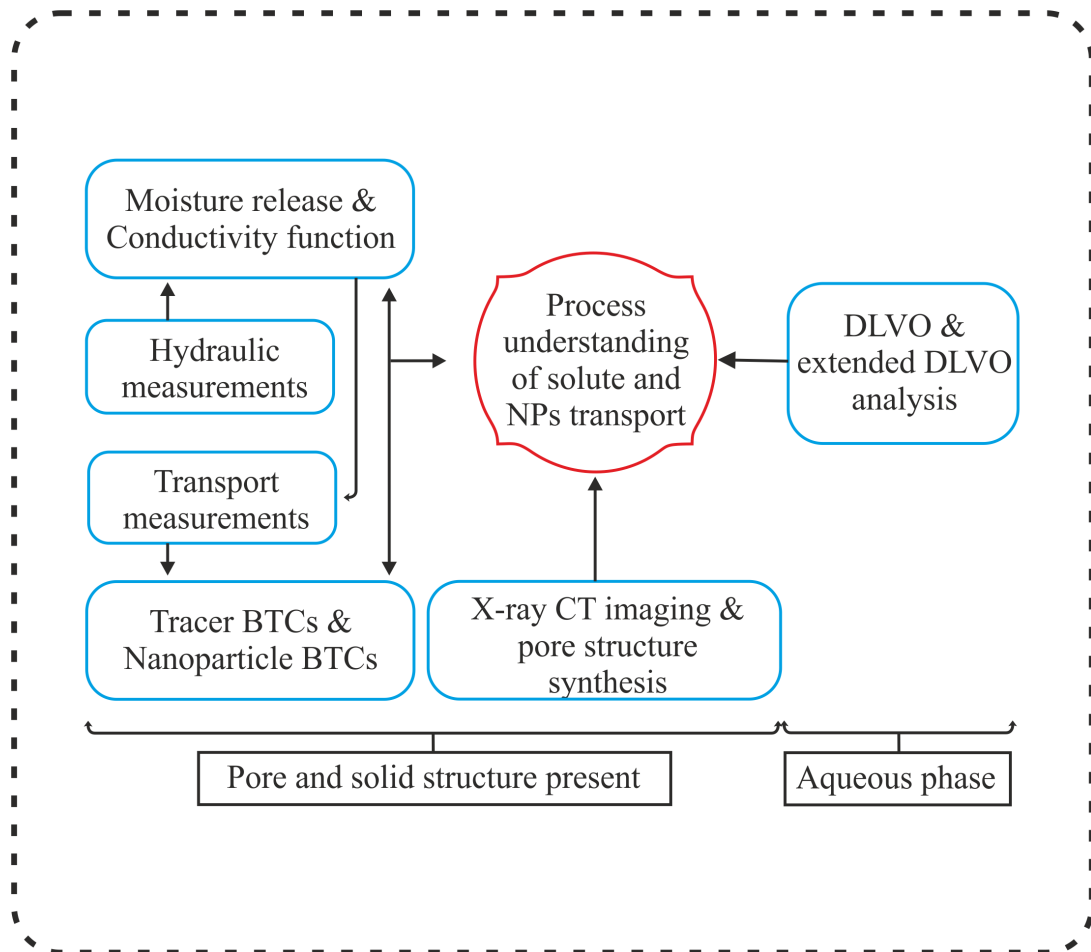 Moisture release &
Conductivity function
Hydraulic
measurements
Transport
measurements
Tracer BTCs &
Nanoparticle BTCs
Process
understanding
of solute and
NPs transport
X-ray CT imaging &
pore structure
synthesis
DLVO &
extended DLVO
analysis
Pore and solid structure present
Aqueous phase